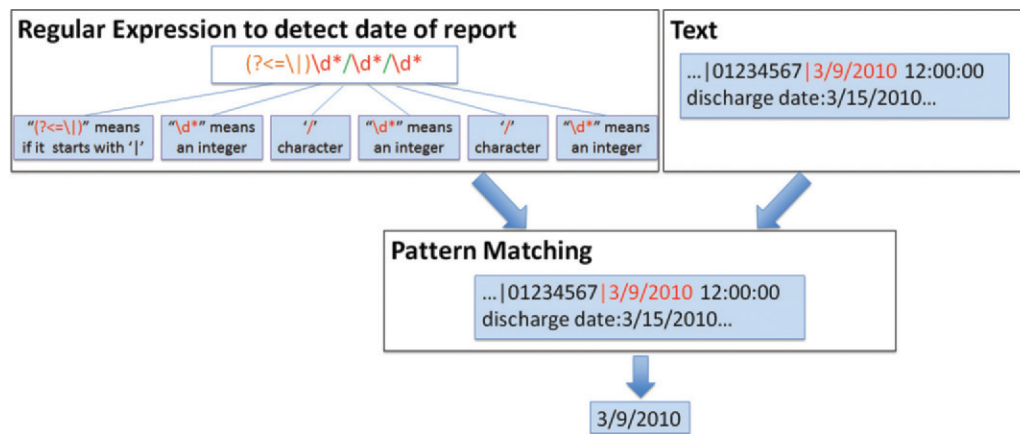 Regular Expression to detect date of report
(?<=\|)\d*/\d*/\d*
“(?<=\|)” means
if it starts with ‘|’
“\d*” means
an integer
‘/’
character
“\d*” means
an integer
‘/’
character
“\d*” means
an integer
Text
...|01234567|3/9/2010 12:00:00
discharge date:3/15/2010...
Pattern Matching
...|01234567|3/9/2010 12:00:00
discharge date:3/15/2010...
3/9/2010